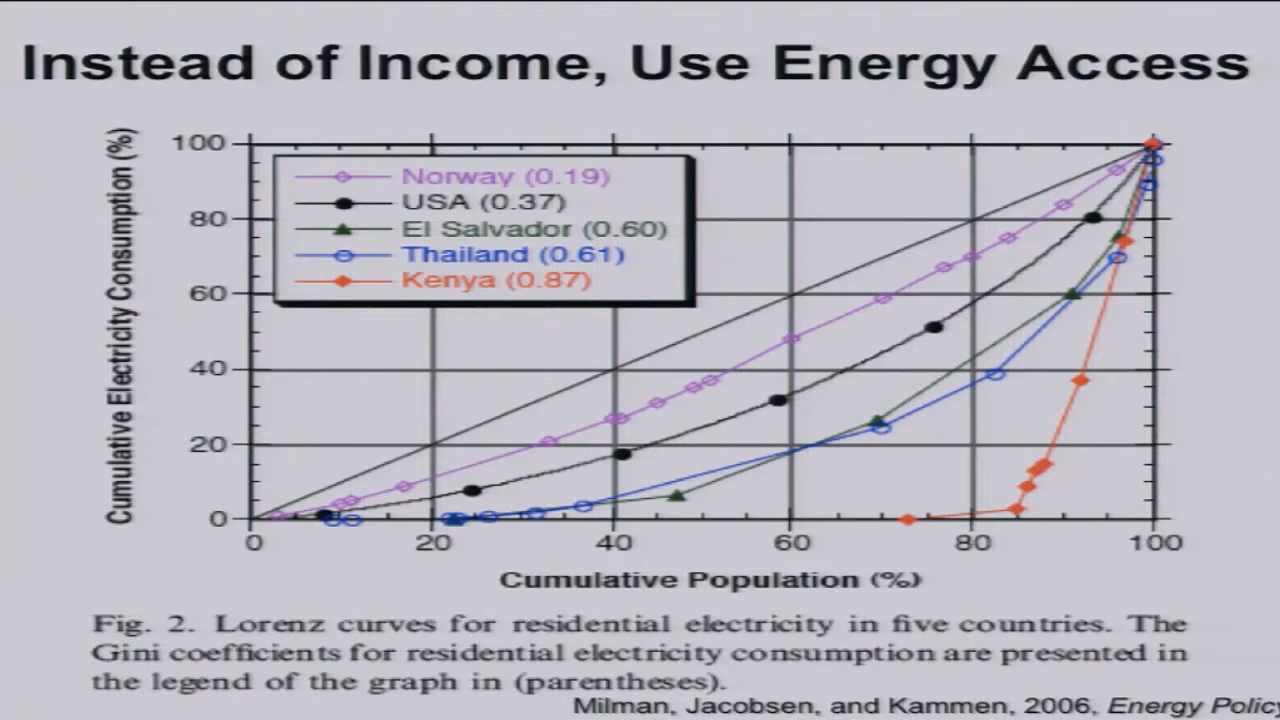 Instead of Income, Use Energy Access
Cumulative Electricity Consumption (%)
100
80
60
40
20
0
Norway (0.19)
USA (0.37)
El Salvador (0.60)
Thailand (0.61)
Kenya (0.87)
0 20 40 60 80 100
Cumulative Population (%)
Fig. 2. Lorenz curves for residential electricity in five countries. The
Gini coefficients for residential electricity consumption are presented in
the legend of the graph in (parentheses).
Milman, Jacobsen, and Kammen, 2006, Energy Policy